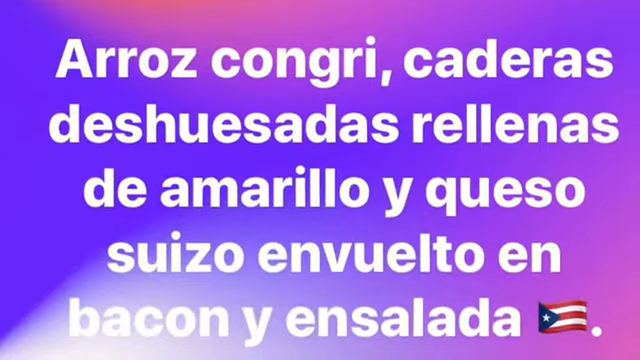 Arroz congri, caderas
deshuesadas rellenas
de amarillo y queso
suizo envuelto en
bacon y ensalada 🇵🇷.